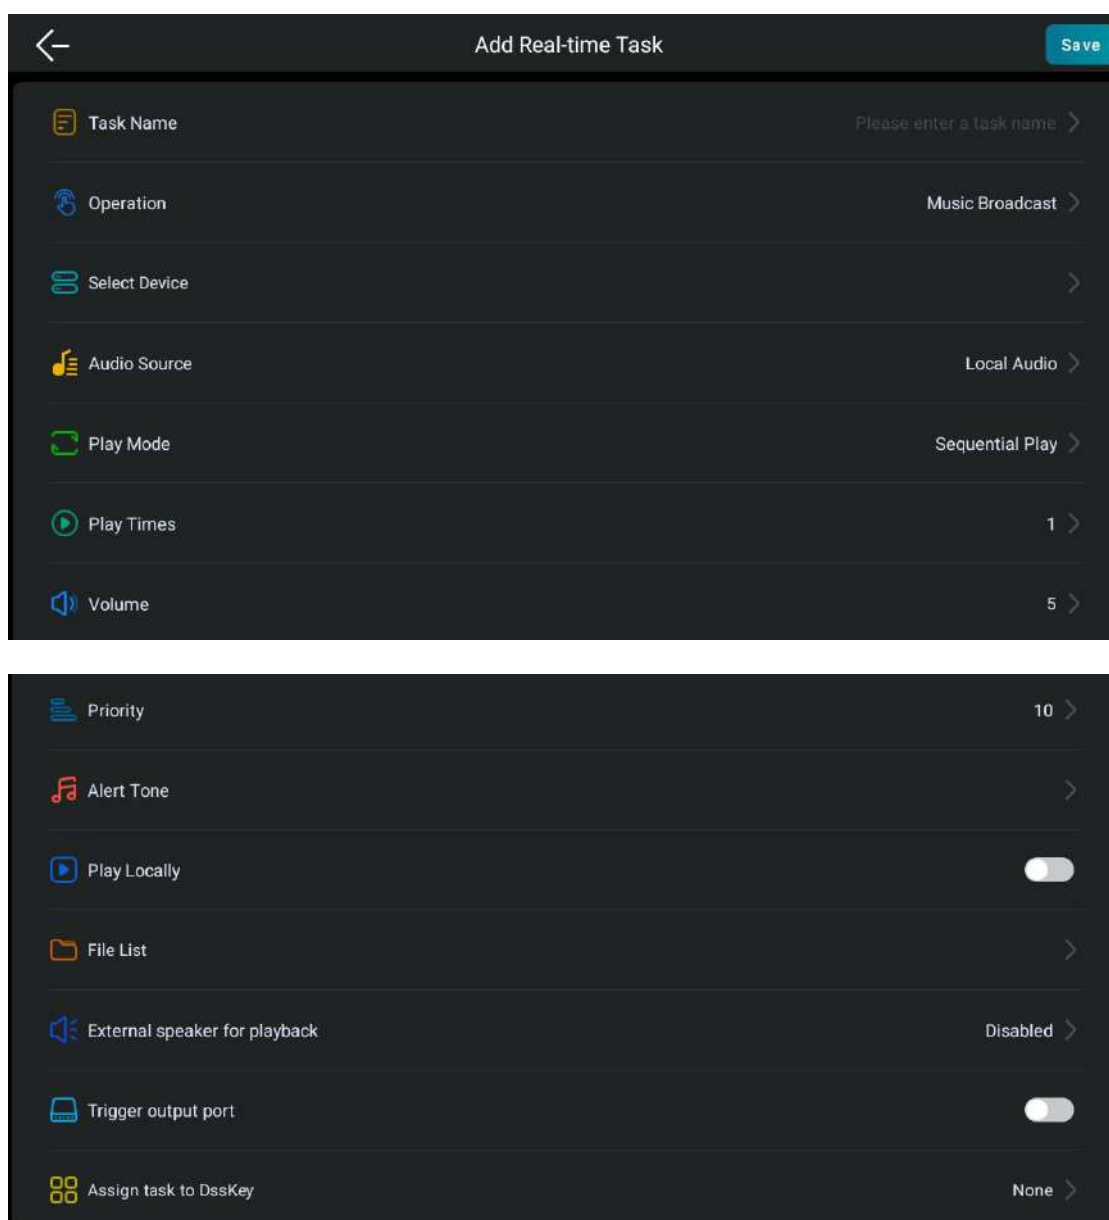 Add Real-time Task
Save
Task Name
Please enter a task name
Operation
Music Broadcast
Select Device
Audio Source
Local Audio
Play Mode
Sequential Play
Play Times
1
Volume
5
Priority
10
Alert Tone
Play Locally
File List
External speaker for playback
Disabled
Trigger output port
Assign task to DssKey
None